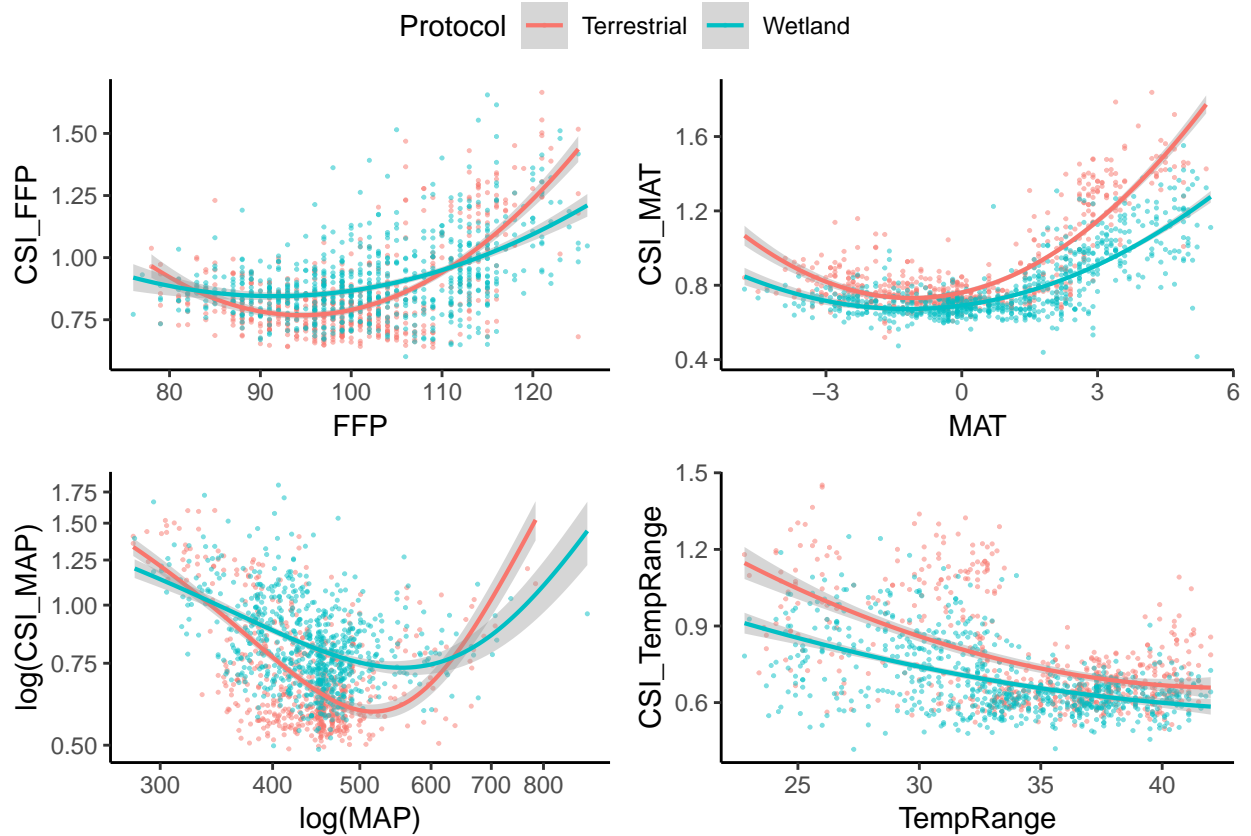 Protocol Terrestrial Wetland
CSI_FFP
1.50
1.25
1.00
0.75
80 90 100 110 120
FFP
CSI_MAT
1.6
1.2
0.8
0.4
−3 0 3 6
MAT
log(CSI_MAP)
1.75
1.50
1.25
1.00
0.75
0.50
300 400 500 600 700 800
log(MAP)
CSI_TempRange
1.5
1.2
0.9
0.6
25 30 35 40
TempRange